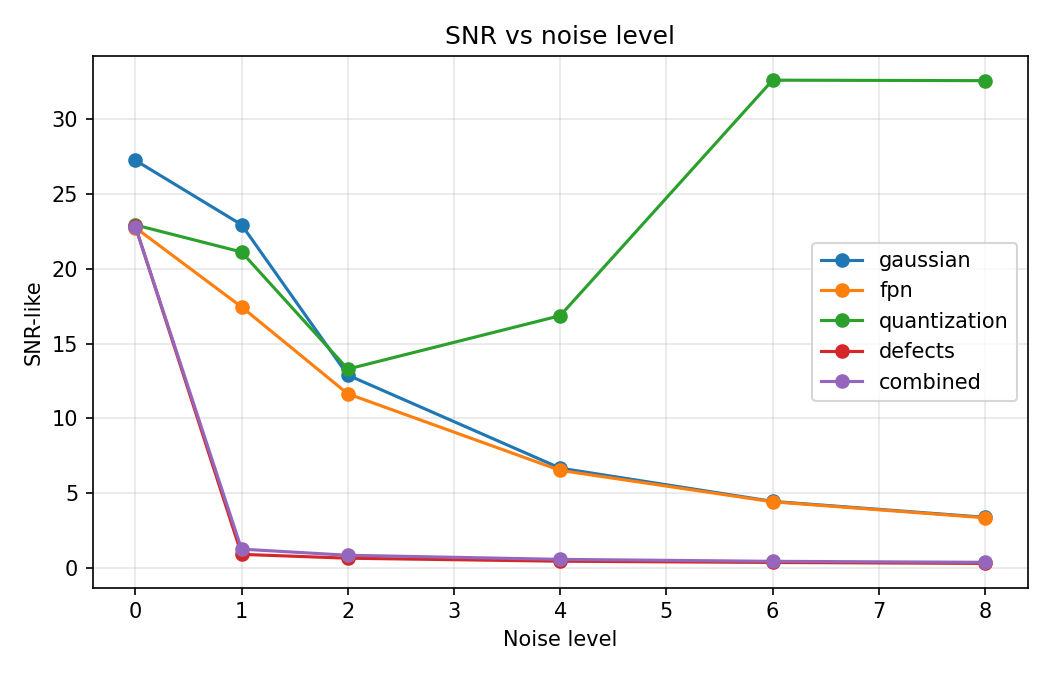 SNR vs noise level
SNR-like
30
25
20
15
10
5
0
gaussian
fpn
quantization
defects
combined
0 1 2 3 4 5 6 7 8
Noise level